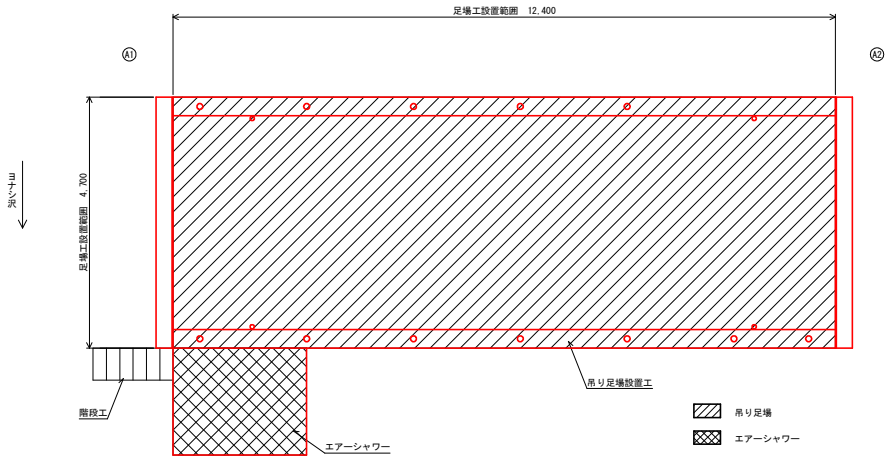 足場工設置範囲 12,400
A1
A2
足場工設置範囲 4,700
ヨナシ沢
吊り足場設置工
階段工
エアーシャワー
吊り足場
エアーシャワー